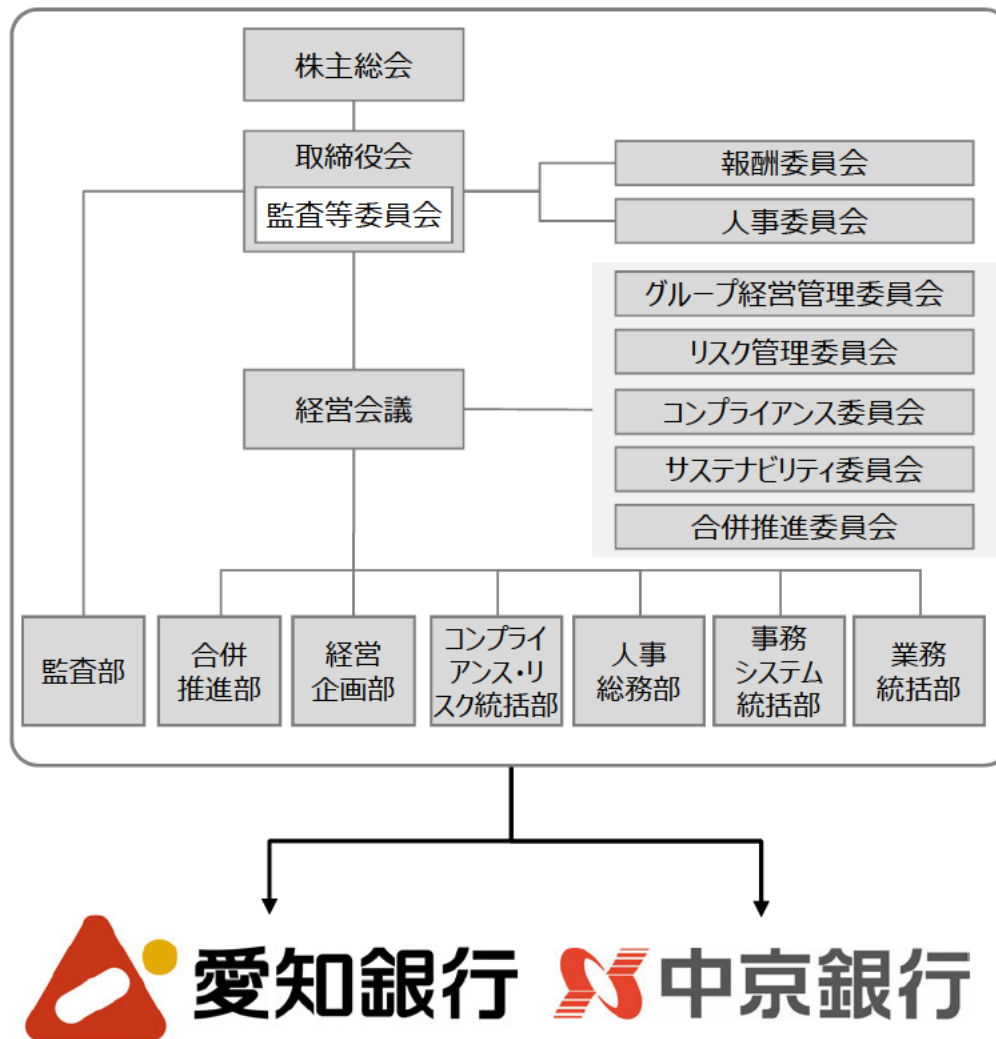 株主総会
取締役会
監査等委員会
報酬委員会
人事委員会
グループ経営管理委員会
リスク管理委員会
経営会議
コンプライアンス委員会
サステナビリティ委員会
合併推進委員会
監査部
合併
推進部
経営
企画部
コンプライ
アンス・リ
スク統括部
人事
総務部
事務
システム
統括部
業務
統括部
愛知銀行
中京銀行